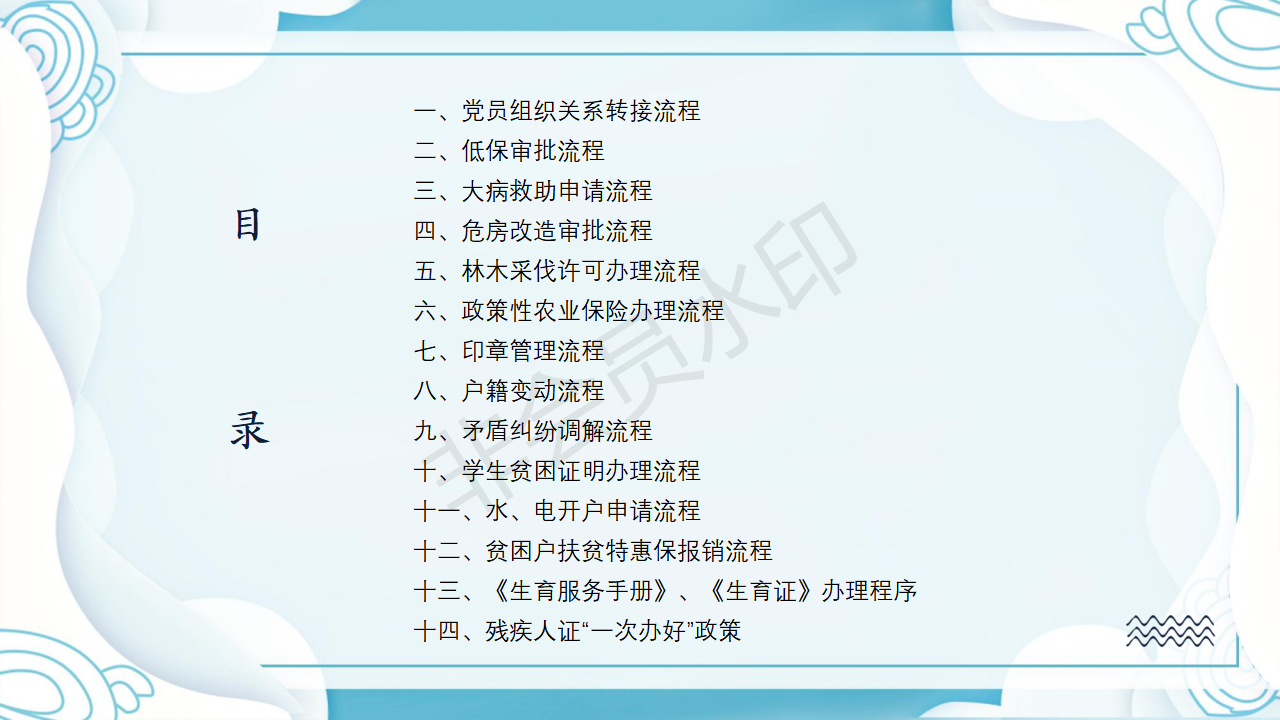 目
录
一、党员组织关系转接流程
二、低保审批流程
三、大病救助申请流程
四、危房改造审批流程
五、林木采伐许可办理流程
六、政策性农业保险办理流程
七、印章管理流程
八、户籍变动流程
九、矛盾纠纷调解流程
十、学生贫困证明办理流程
十一、水、电开户申请流程
十二、贫困户扶贫特惠保报销流程
十三、《生育服务手册》、《生育证》办理程序
十四、残疾人证“一次办好”政策
非会员水印